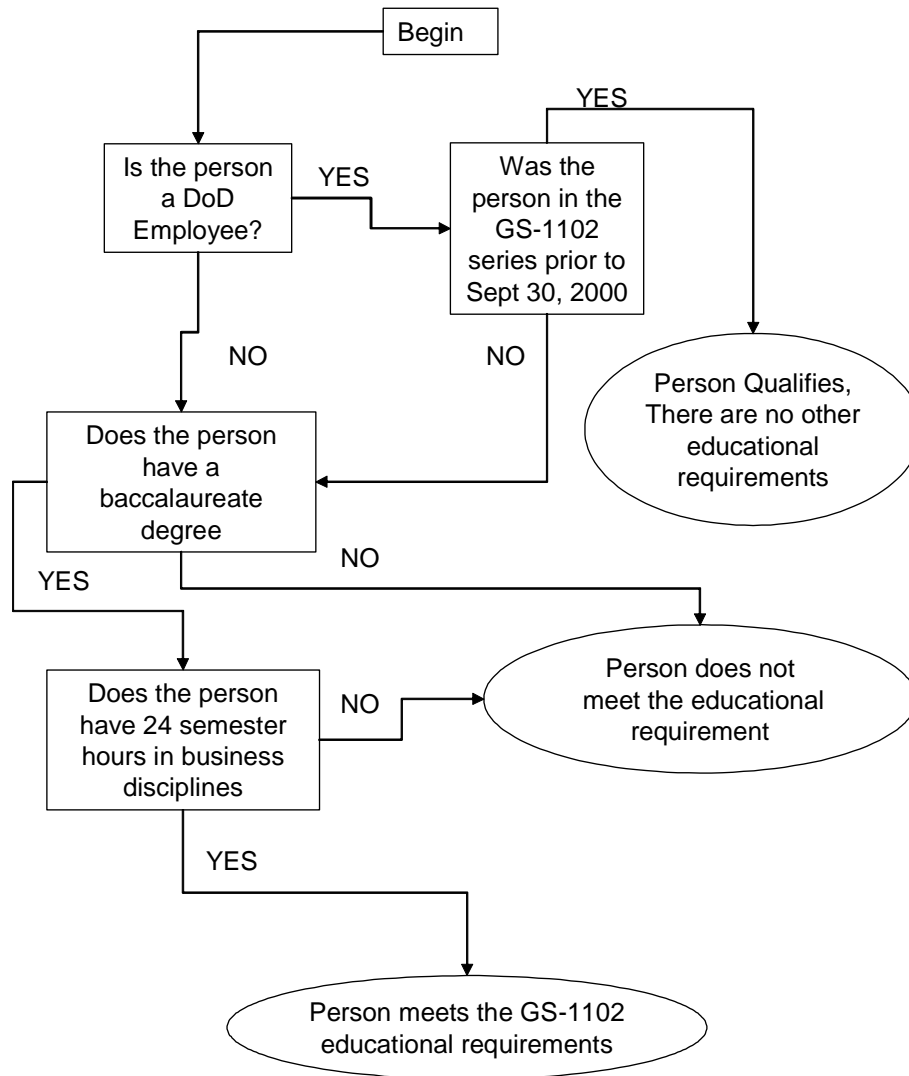 Begin
YES
Is the person
a DoD
Employee?
YES
Was the
person in the
GS-1102
series prior to
Sept 30, 2000
NO
NO
Person Qualifies,
There are no other
educational
requirements
Does the person
have a
baccalaureate
degree
NO
YES
Person does not
meet the educational
requirement
Does the person
have 24 semester
hours in business
disciplines
NO
YES
Person meets the GS-1102
educational requirements